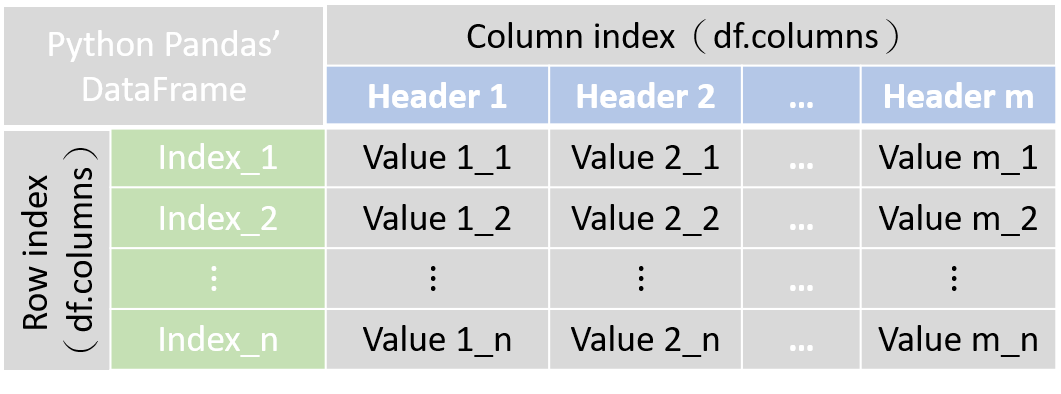 Python Pandas’
DataFrame
Column index（df.columns）
Header 1 Header 2 ... Header m
Row index
（df.columns）
Index_1 Value 1_1 Value 2_1 ... Value m_1
Index_2 Value 1_2 Value 2_2 ... Value m_2
⋮ ⋮ ⋮ ... ⋮
Index_n Value 1_n Value 2_n ... Value m_n